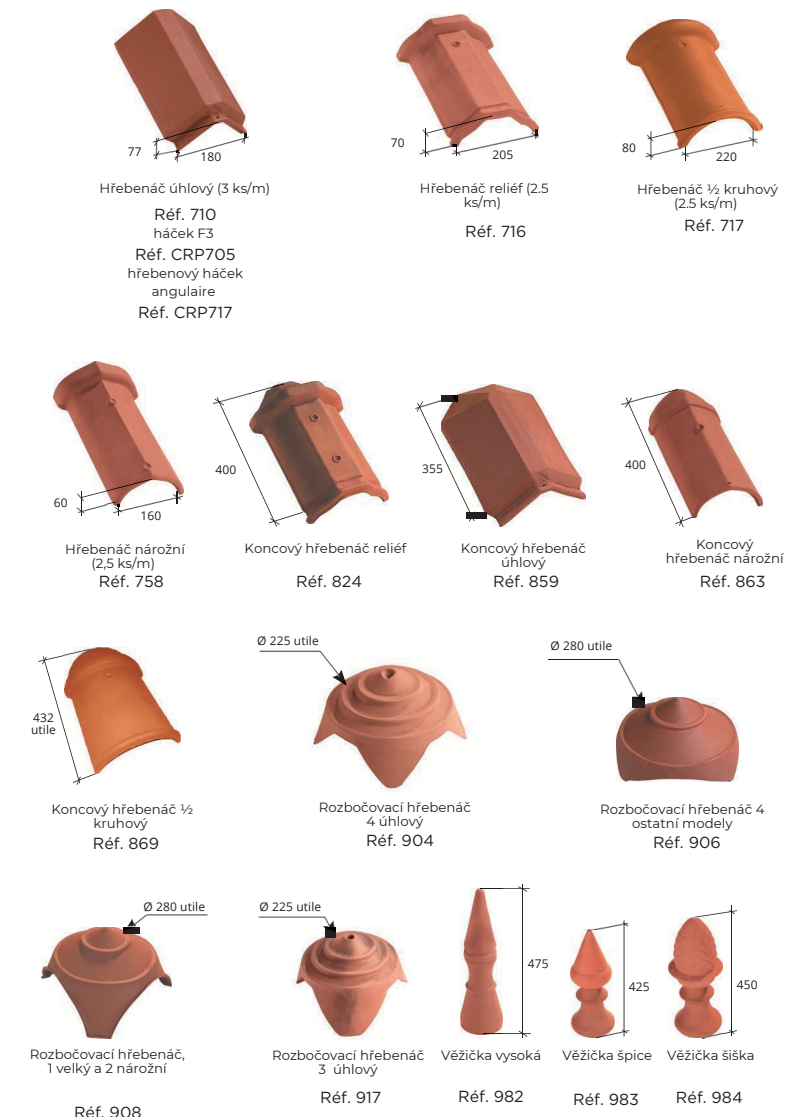 77
180
Hřebenáč úhlový (3 ks/m)
Réf. 710
háček F3
Réf. CRP705
hřebenový háček
angulaire
Réf. CRP717
70
205
Hřebenáč reliéf (2.5
ks/m)
Réf. 716
80
220
Hřebenáč ½ kruhový
(2.5 ks/m)
Réf. 717
60
160
Hřebenáč nárožní
(2,5 ks/m)
Réf. 758
400
Koncový hřebenáč reliéf
Réf. 824
355
Koncový hřebenáč
úhlový
Réf. 859
400
Koncový
hřebenáč nárožní
Réf. 863
432
utile
Koncový hřebenáč ½
kruhový
Réf. 869
Ø 225 utile
Rozbočovací hřebenáč
4 úhlový
Réf. 904
Ø 280 utile
Rozbočovací hřebenáč 4
ostatní modely
Réf. 906
Ø 280 utile
Rozbočovací hřebenáč,
1 velký a 2 nárožní
Réf. 908
Ø 225 utile
Rozbočovací hřebenáč
3 úhlový
Réf. 917
475
Věžička vysoká
Réf. 982
425
Věžička špice
Réf. 983
450
Věžička šiška
Réf. 984